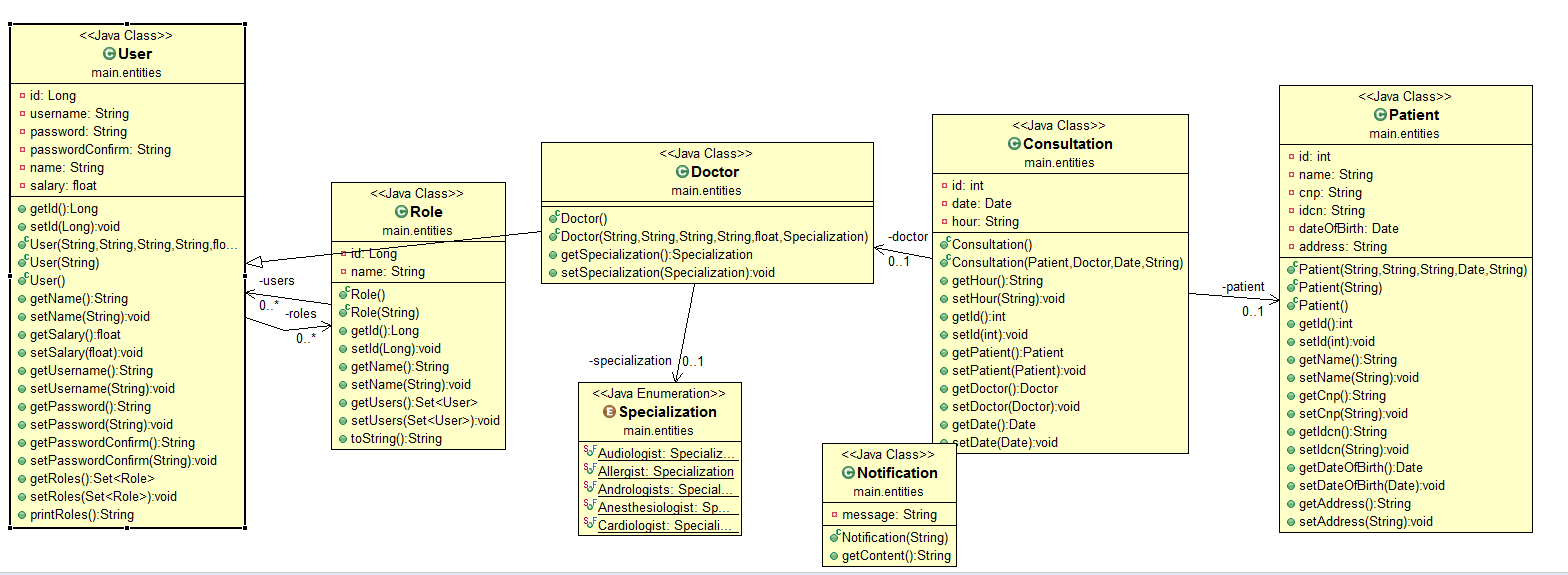 <<Java Class>>
User
main.entities
id: Long
username: String
password: String
passwordConfirm: String
name: String
salary: float
getId():Long
setId(Long):void
User(String,String,String,String,flo...
User(String)
User()
getName():String
setName(String):void
getSalary():float
setSalary(float):void
getUsername():String
setUsername(String):void
getPassword():String
setPassword(String):void
getPasswordConfirm():String
setPasswordConfirm(String):void
getRoles():Set<Role>
setRoles(Set<Role>):void
printRoles():String
-users
0..*
-roles
0..*
<<Java Class>>
Role
main.entities
id: Long
name: String
Role()
Role(String)
getId():Long
setId(Long):void
getName():String
setName(String):void
getUsers():Set<User>
setUsers(Set<User>):void
toString():String
<<Java Class>>
Doctor
main.entities
Doctor()
Doctor(String,String,String,String,float,Specialization)
getSpecialization():Specialization
setSpecialization(Specialization):void
-specialization
0..1
<<Java Enumeration>>
Specialization
main.entities
Audiologist: Specializ...
Allergist: Specialization
Andrologists: Special...
Anesthesiologist: Sp...
Cardiologist: Speciali...
-doctor
0..1
<<Java Class>>
Consultation
main.entities
id: int
date: Date
hour: String
Consultation()
Consultation(Patient,Doctor,Date,String)
getHour():String
setHour(String):void
getId():int
setId(int):void
getPatient():Patient
setPatient(Patient):void
getDoctor():Doctor
setDoctor(Doctor):void
getDate():Date
setDate(Date):void
<<Java Class>>
Notification
main.entities
message: String
Notification(String)
getContent():String
-patient
0..1
<<Java Class>>
Patient
main.entities
id: int
name: String
cnp: String
idcn: String
dateOfBirth: Date
address: String
Patient(String,String,String,Date,String)
Patient(String)
Patient()
getId():int
setId(int):void
getName():String
setName(String):void
getCnp():String
setCnp(String):void
getIdcn():String
setIdcn(String):void
getDateOfBirth():Date
setDateOfBirth(Date):void
getAddress():String
setAddress(String):void